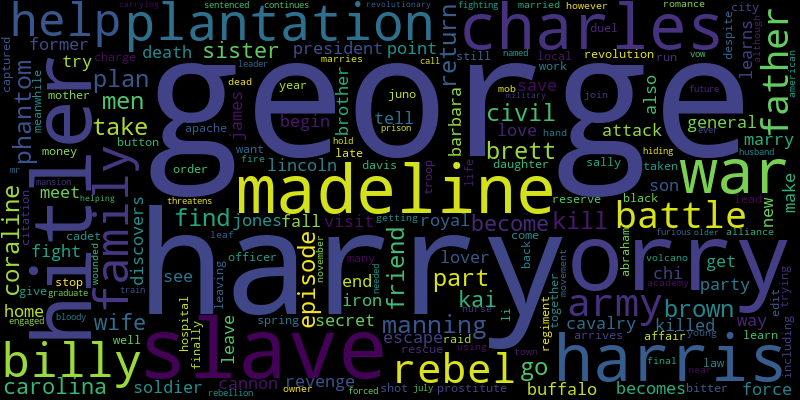 carrying sentenced continues married however fighting revolutionary romance city
help plantation charles father
former death sister president point return duel despite learns
captured try plan meanwhile phantom men mother take hitler
george
dead year leader marries call still revolution run although named local vow american
brother juno mob work save also
button apache begin james tell prison military join future barbara civil love hand attack general marry
money want fire hold lincoln late brett ever hiding husband
mr order davis daughter sally taken son war
mansion helping threatens troop life reserve black lead make
coraline meet family citation madeline battle new
find jones fall visit royal become kill furious older alliance
cadet discovers leaf november many getting lover come back abraham volcano chi get
fight see officer episode friend needed part kai together movement academy party trying
stop wounded leaving harry orry
give graduate train end iron nurse army brown edit way
home spring secret li regiment cavalry killed young including
engaged bloody wife hospital finally slave manning escape raid arrives affair law learn
well leave rescue using town final near
billy rebel go harris
carolina soldier cannon revenge buffalo becomes bitter force
rebellion owner forced shot july prostitute